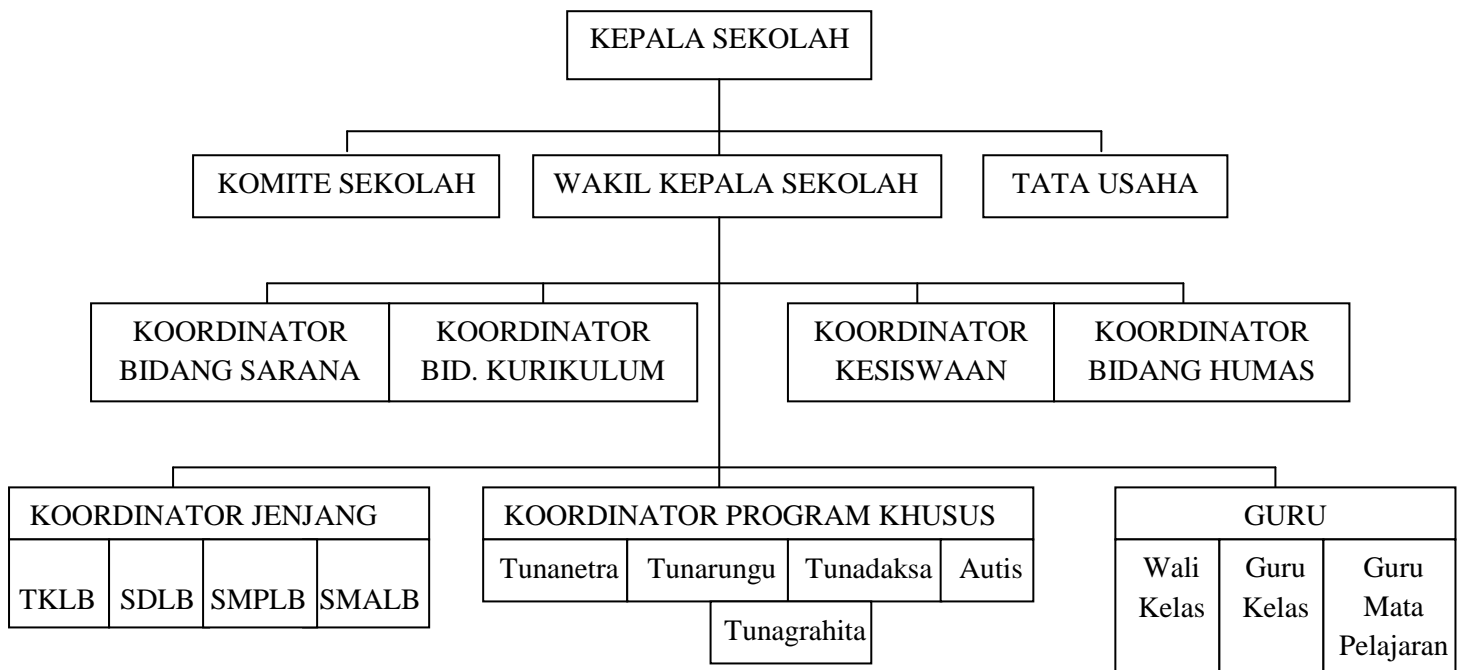 KEPALA SEKOLAH
KOMITE SEKOLAH
WAKIL KEPALA SEKOLAH
TATA USAHA
KOORDINATOR
BIDANG SARANA
KOORDINATOR
BID. KURIKULUM
KOORDINATOR
KESISWAAN
KOORDINATOR
BIDANG HUMAS
KOORDINATOR JENJANG
TKLB
SDLB
SMPLB
SMALB
KOORDINATOR PROGRAM KHUSUS
Tunanetra
Tunarungu
Tunadaksa
Autis
Tunagrahita
GURU
Wali
Kelas
Guru
Kelas
Guru
Mata
Pelajaran